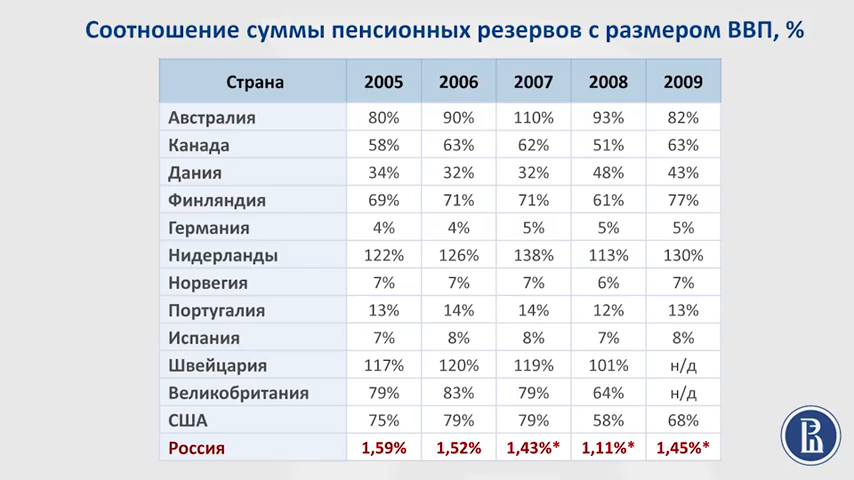 Соотношение суммы пенсионных резервов с размером ВВП, %
Страна 2005 2006 2007 2008 2009
Австралия 80% 90% 110% 93% 82%
Канада 58% 63% 62% 51% 63%
Дания 34% 32% 32% 48% 43%
Финляндия 69% 71% 71% 61% 77%
Германия 4% 4% 5% 5% 5%
Нидерланды 122% 126% 138% 113% 130%
Норвегия 7% 7% 7% 6% 7%
Португалия 13% 14% 14% 12% 13%
Испания 7% 8% 8% 7% 8%
Швейцария 117% 120% 119% 101% н/д
Великобритания 79% 83% 79% 64% н/д
США 75% 79% 79% 58% 68%
Россия 1,59% 1,52% 1,43%* 1,11%* 1,45%*